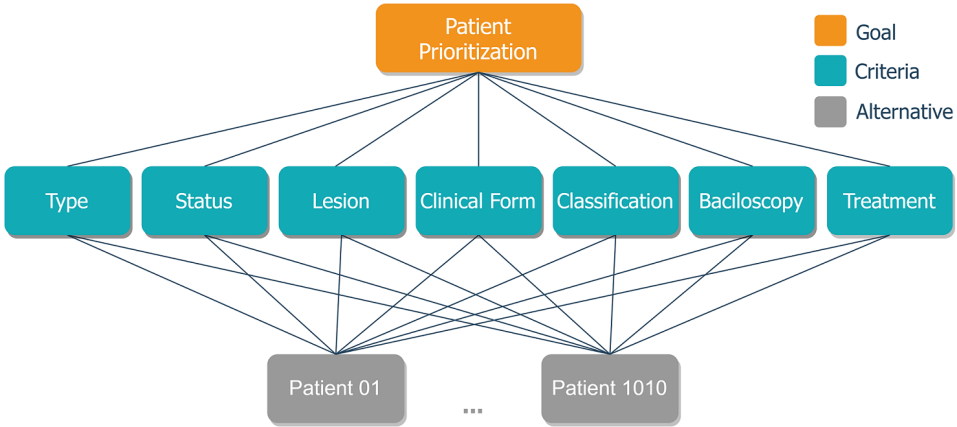 Patient
Prioritization
Goal
Criteria
Alternative
Type
Status
Lesion
Clinical Form
Classification
Baciloscopy
Treatment
Patient 01
...
Patient 1010